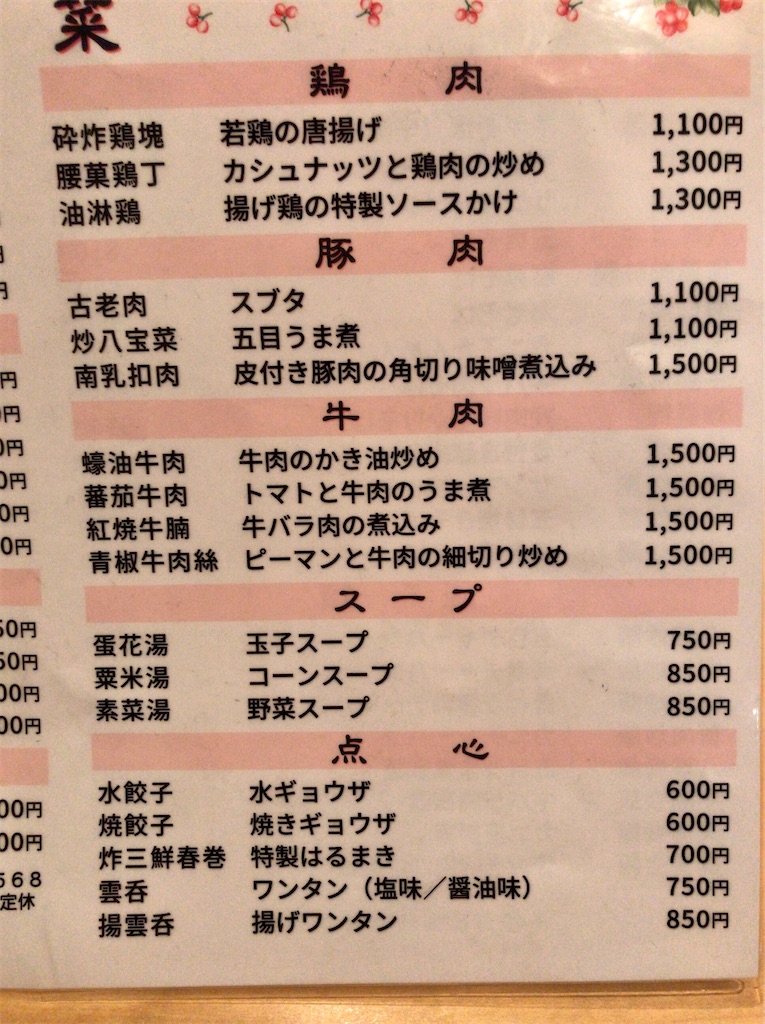 菜
鶏肉
砕炸鶏塊 若鶏の唐揚げ 1,100円
腰菓鶏丁 カシュナッツと鶏肉の炒め 1,300円
油淋鶏 揚げ鶏の特製ソースかけ 1,300円
豚肉
古老肉 スブタ 1,100円
炒八宝菜 五目うま煮 1,100円
南乳扣肉 皮付き豚肉の角切り味噌煮込み 1,500円
牛肉
蠔油牛肉 牛肉のかき油炒め 1,500円
蕃茄牛肉 トマトと牛肉のうま煮 1,500円
紅焼牛腩 牛バラ肉の煮込み 1,500円
青椒牛肉絲 ピーマンと牛肉の細切り炒め 1,500円
スープ
蛋花湯 玉子スープ 750円
粟米湯 コーンスープ 850円
素菜湯 野菜スープ 850円
点心
水餃子 水ギョウザ 600円
焼餃子 焼きギョウザ 600円
炸三鮮春巻 特製はるまき 700円
雲呑 ワンタン（塩味／醤油味） 750円
揚雲呑 揚げワンタン 850円
568
定休